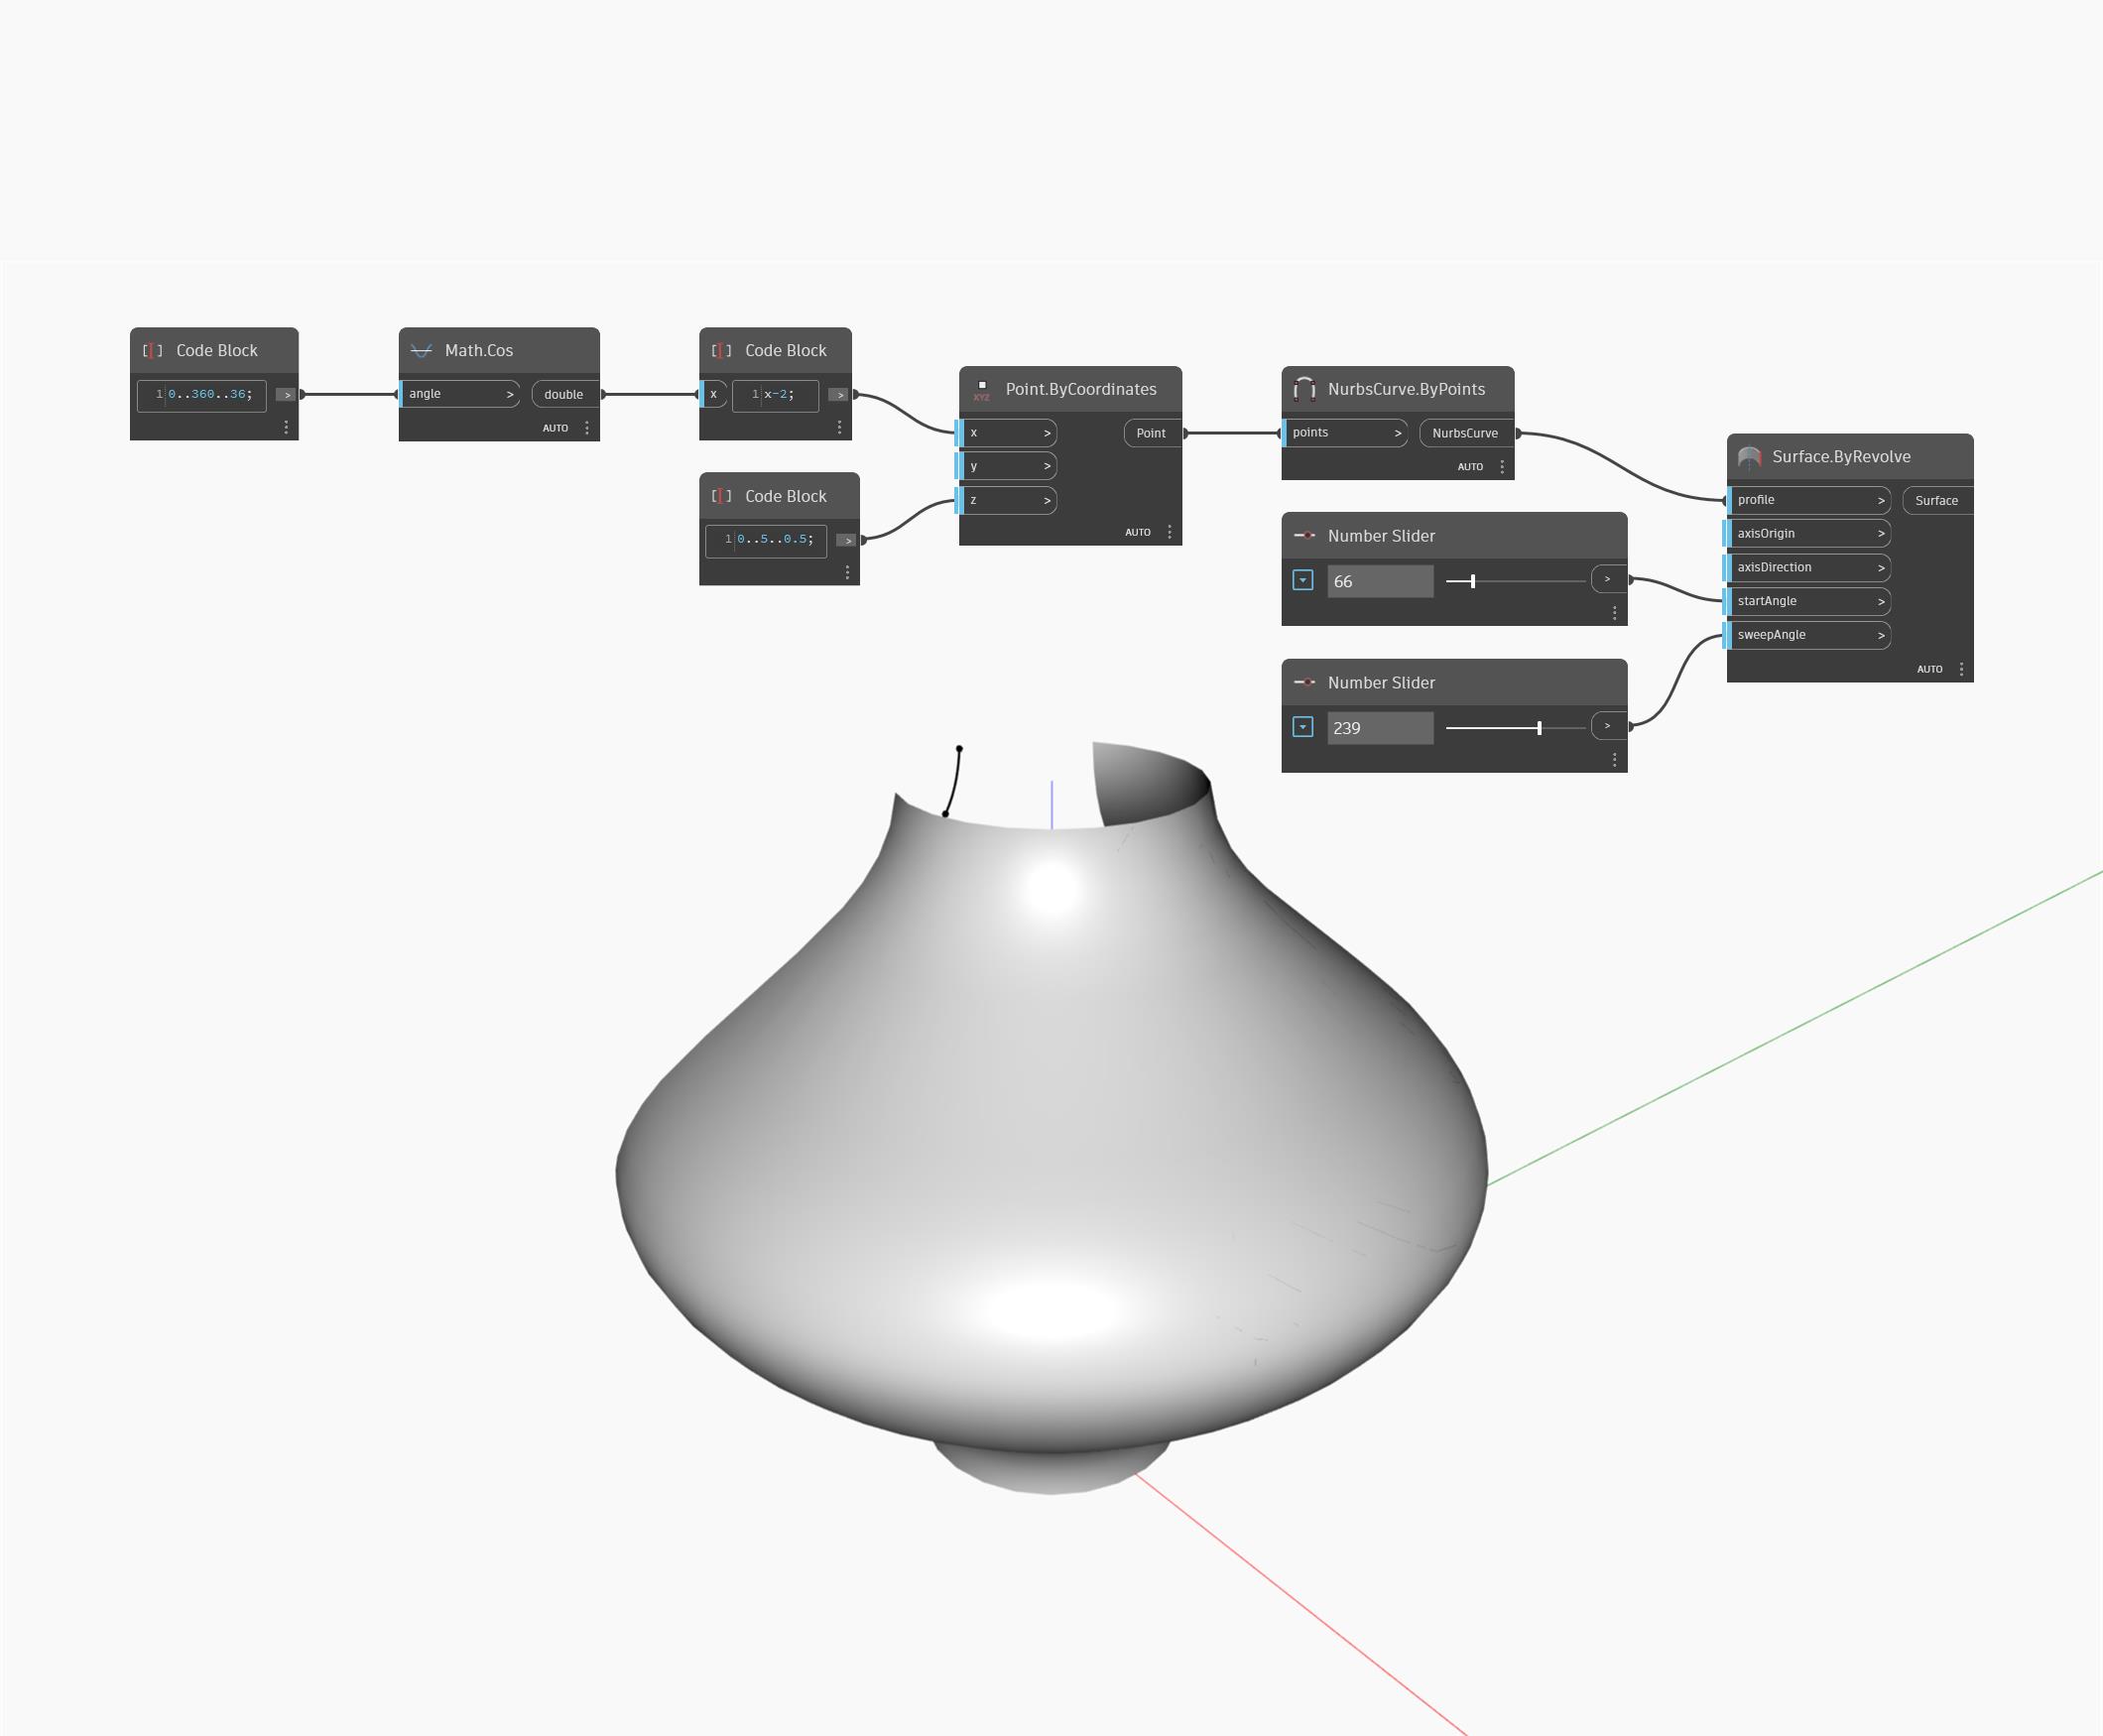 Code Block
1 0..360..36; >
Math.Cos
angle > double
AUTO
Code Block
x 1 x-2; >
Code Block
1 0..5..0.5; >
Point.ByCoordinates
XYZ
x > Point
y >
z >
AUTO
NurbsCurve.ByPoints
points > NurbsCurve
AUTO
Number Slider
66 >
Number Slider
239 >
Surface.ByRevolve
profile > Surface
axisOrigin >
axisDirection >
startAngle >
sweepAngle >
AUTO